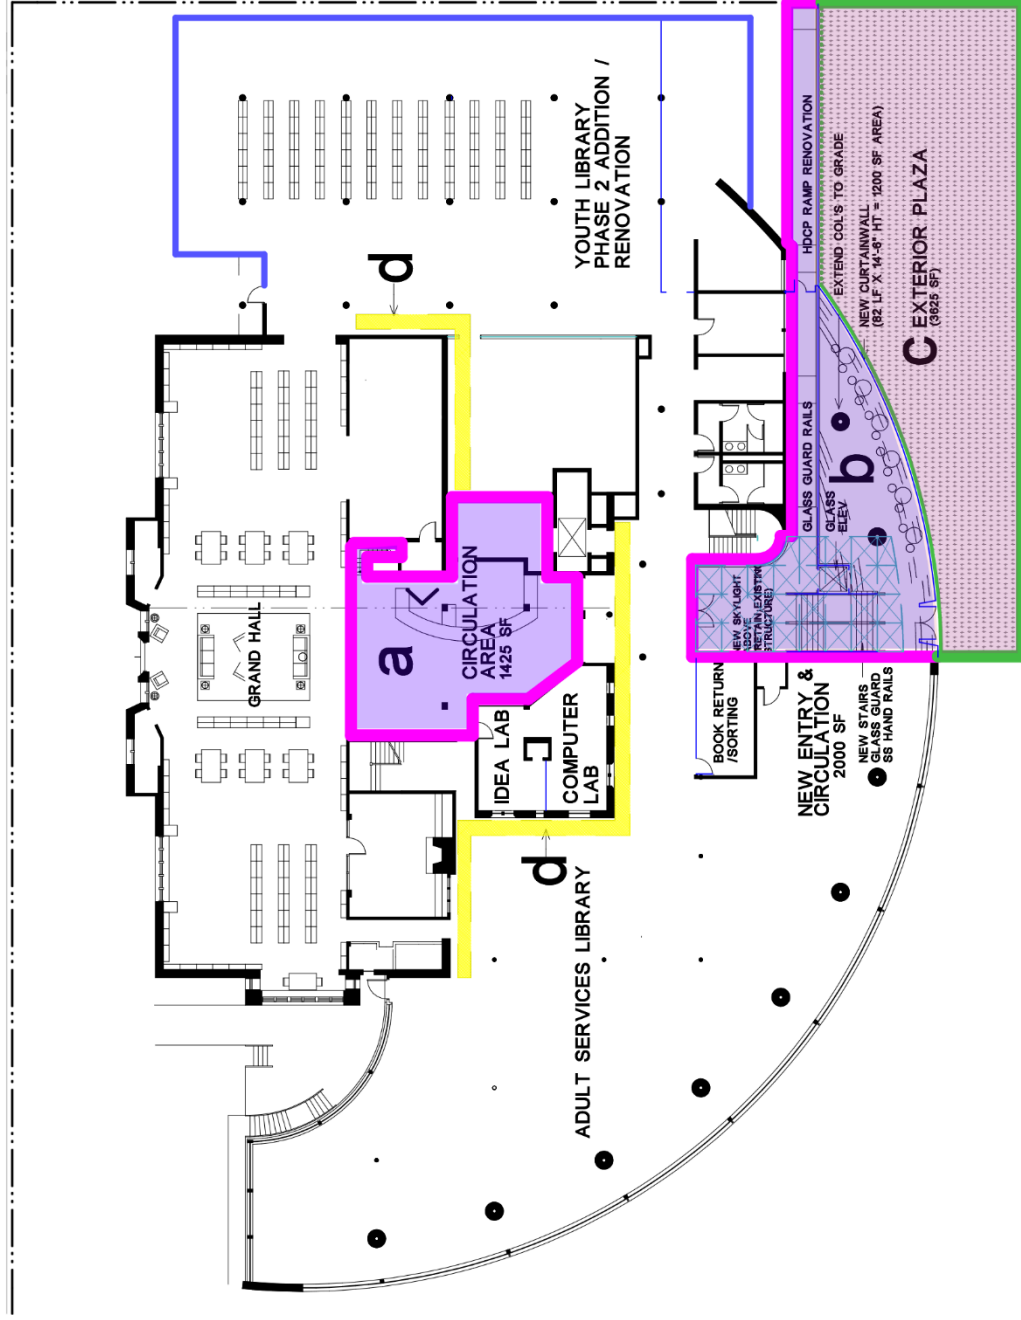 YOUTH LIBRARY
PHASE 2 ADDITION /
RENOVATION
d
HDCP RAMP RENOVATION
EXTEND COL'S TO GRADE
NEW CURTAINWALL
(82 LF X 14'-6" HT = 1200 SF AREA)
C EXTERIOR PLAZA
(3625 SF)
GLASS GUARD RAILS
GLASS
ELEV
b
GRAND HALL
a
CIRCULATION
AREA
1425 SF
NEW SKYLIGHT
ABOVE
(RETAIN EXISTING
STRUCTURE)
IDEA LAB
COMPUTER
LAB
BOOK RETURN
/SORTING
NEW ENTRY &
CIRCULATION
2000 SF
NEW STAIRS
GLASS GUARD
SS HAND RAILS
d
ADULT SERVICES LIBRARY